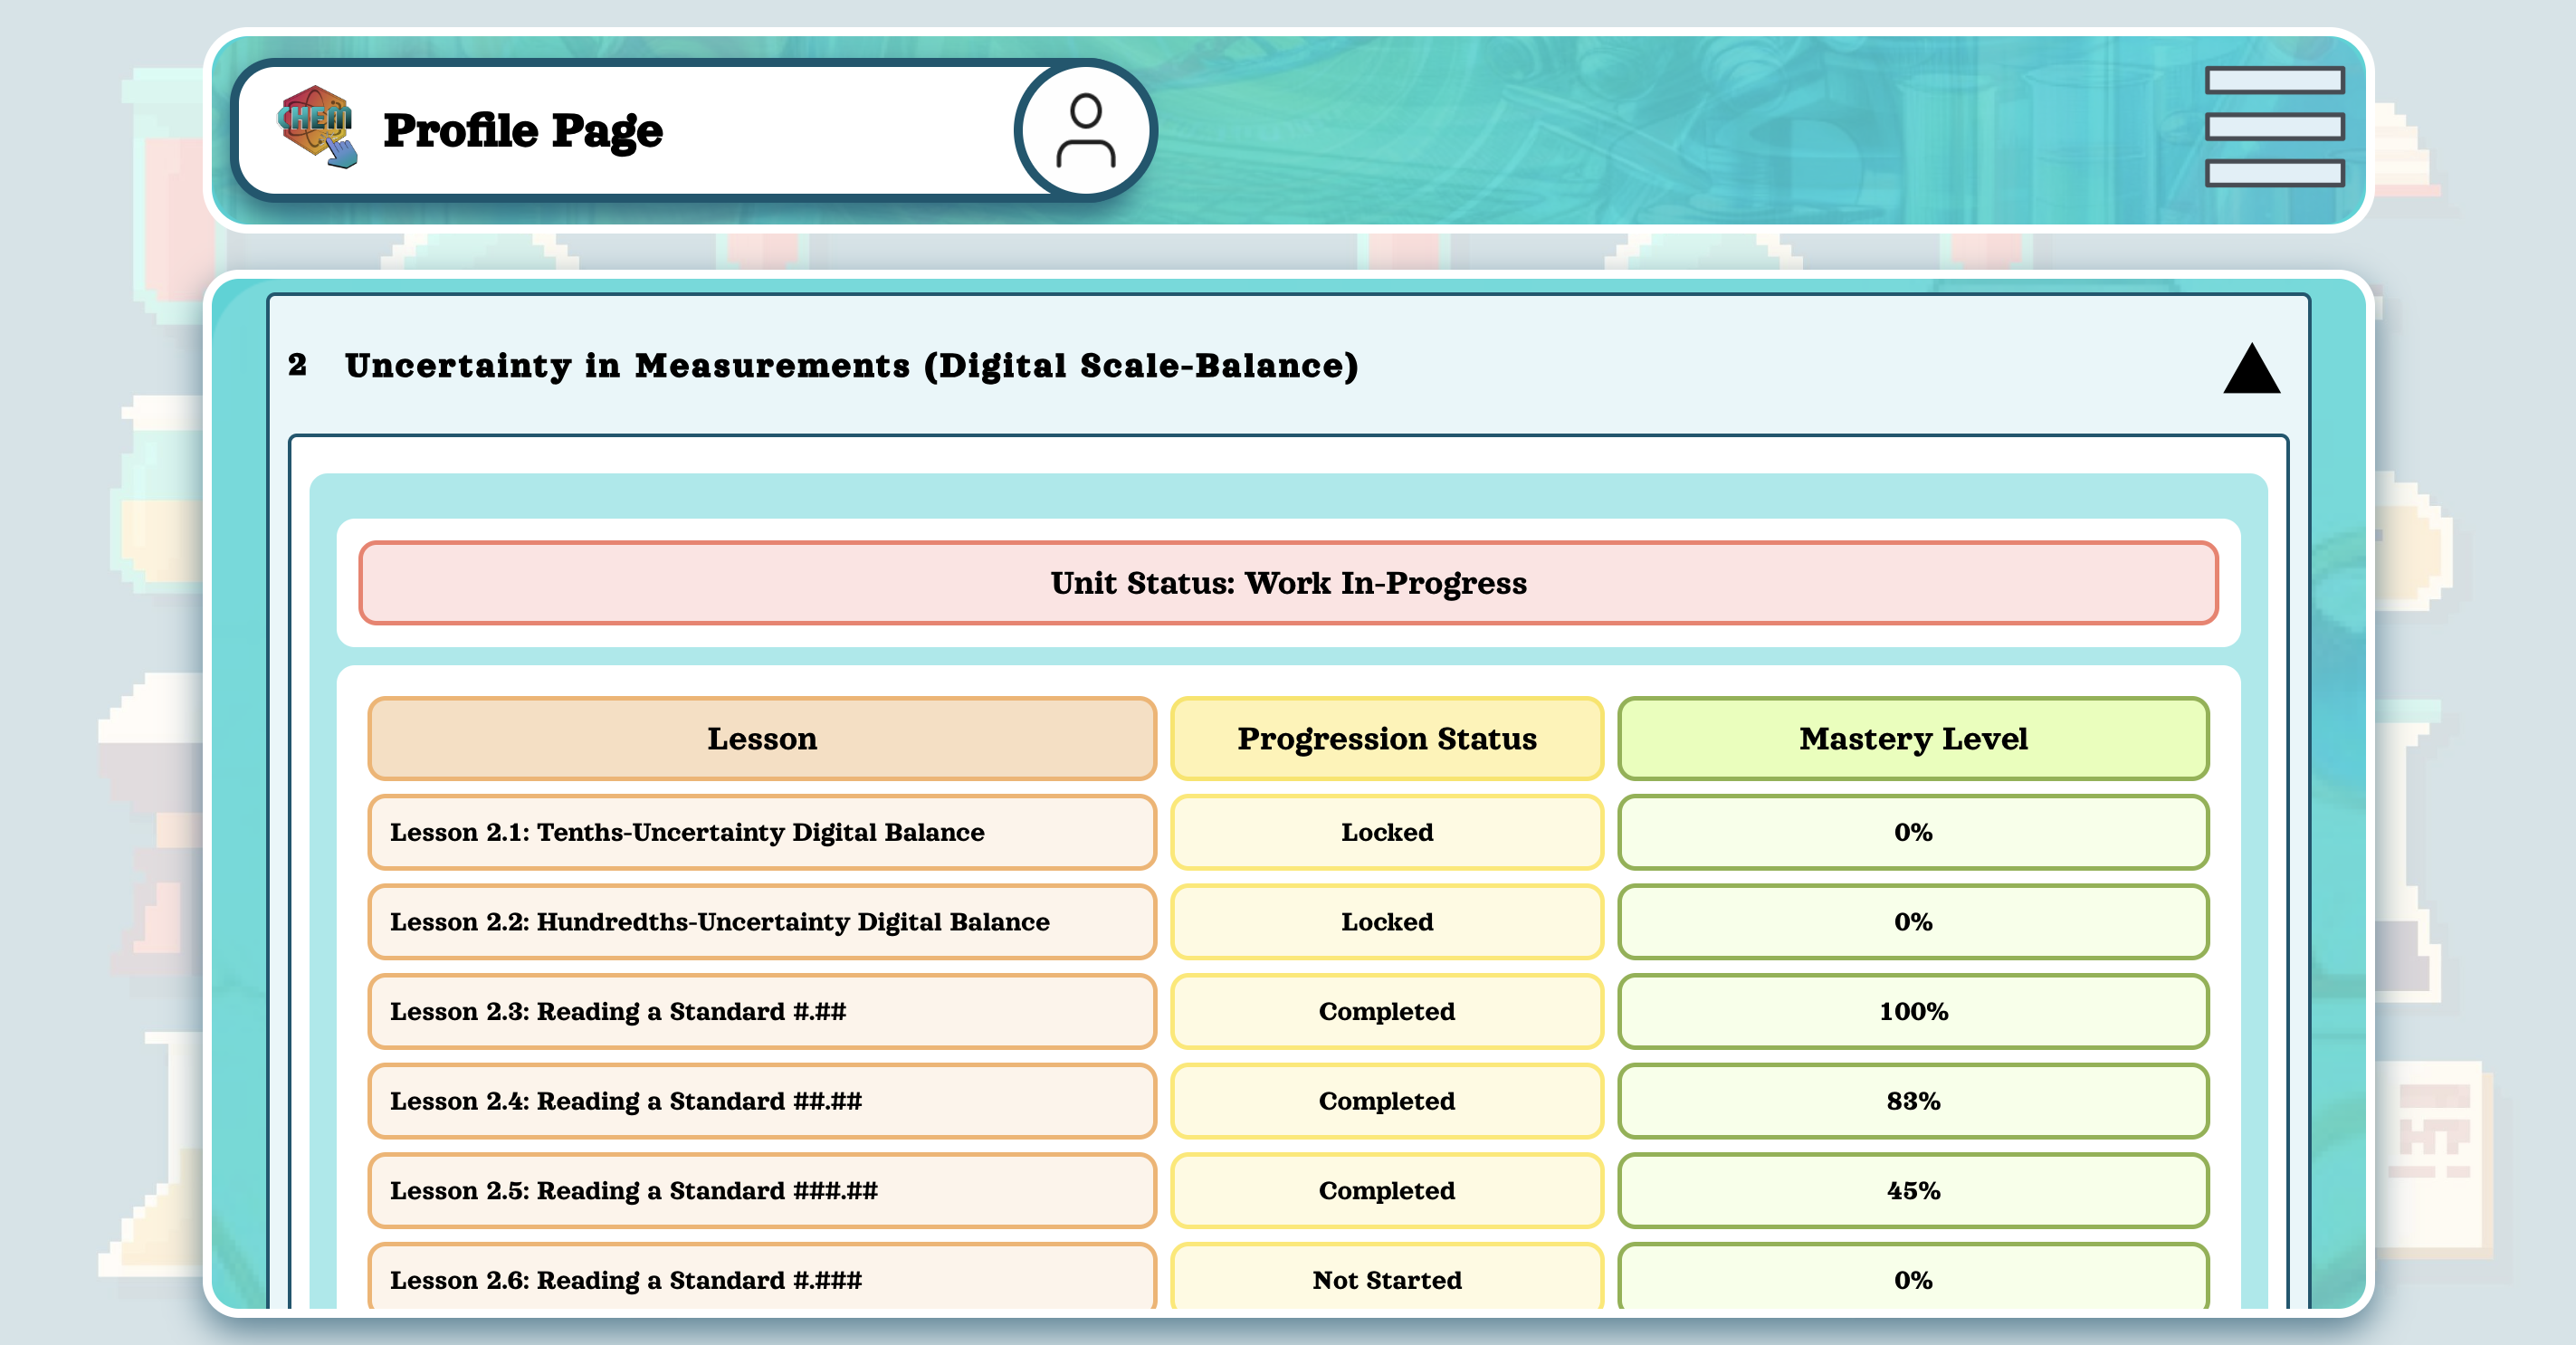 CHEM
Profile Page
2 Uncertainty in Measurements (Digital Scale-Balance)
Unit Status: Work In-Progress
Lesson Progression Status Mastery Level
Lesson 2.1: Tenths-Uncertainty Digital Balance Locked 0%
Lesson 2.2: Hundredths-Uncertainty Digital Balance Locked 0%
Lesson 2.3: Reading a Standard #.## Completed 100%
Lesson 2.4: Reading a Standard ##.## Completed 83%
Lesson 2.5: Reading a Standard ###.## Completed 45%
Lesson 2.6: Reading a Standard #.### Not Started 0%